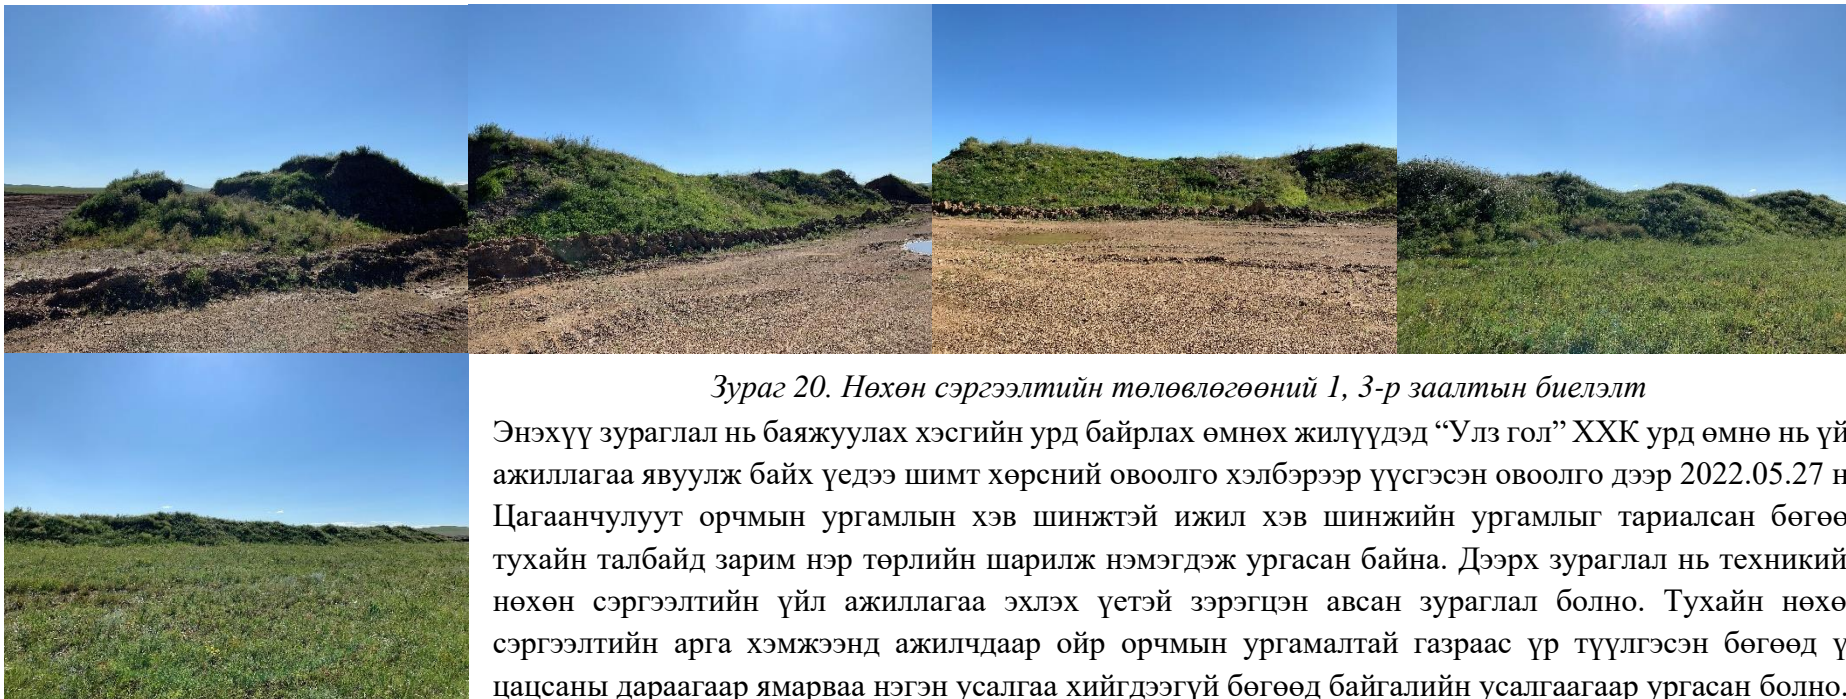 Зураг 20. Нөхөн сэргээлтийн төлөвлөгөөний 1, 3-р заалтын биелэлт
Энэхүү зураглал нь баяжуулах хэсгийн урд байрлах өмнөх жилүүдэд “Улз гол” ХХК урд өмнө нь үй
ажиллагаа явуулж байх үедээ шимт хөрсний овоолго хэлбэрээр үүсгэсэн овоолго дээр 2022.05.27 н
Цагаанчулуут орчмын ургамлын хэв шинжтэй ижил хэв шинжийн ургамлыг тариалсан бөгөө
тухайн талбайд зарим нэр төрлийн шарилж нэмэгдэж ургасан байна. Дээрх зураглал нь техникий
нөхөн сэргээлтийн үйл ажиллагаа эхлэх үетэй зэрэгцэн авсан зураглал болно. Тухайн нөхө
сэргээлтийн арга хэмжээнд ажилчдаар ойр орчмын ургамалтай газраас үр түүлгэсэн бөгөөд ү
цацсаны дараагаар ямарваа нэгэн усалгаа хийгдээгүй бөгөөд байгалийн усалгаагаар ургасан болно.